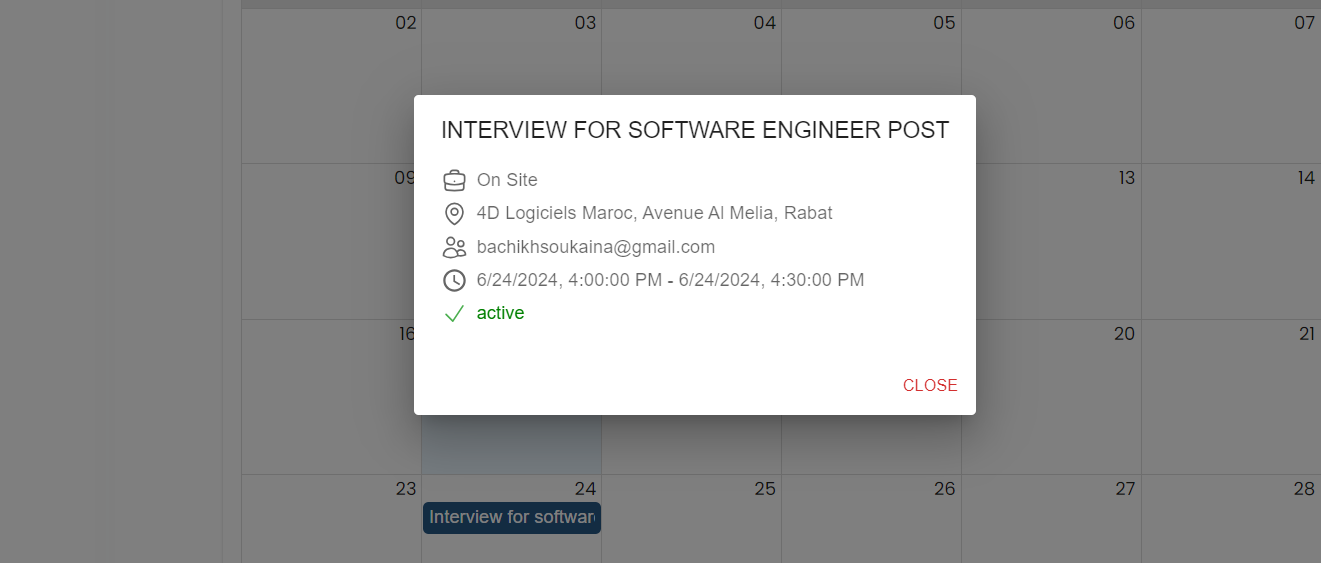 02 03 04 05 06 07
INTERVIEW FOR SOFTWARE ENGINEER POST
09 13 14
On Site
4D Logiciels Maroc, Avenue Al Melia, Rabat
bachikhsoukaina@gmail.com
6/24/2024, 4:00:00 PM - 6/24/2024, 4:30:00 PM
active
16 20 21
CLOSE
23 24 25 26 27 28
Interview for softwar